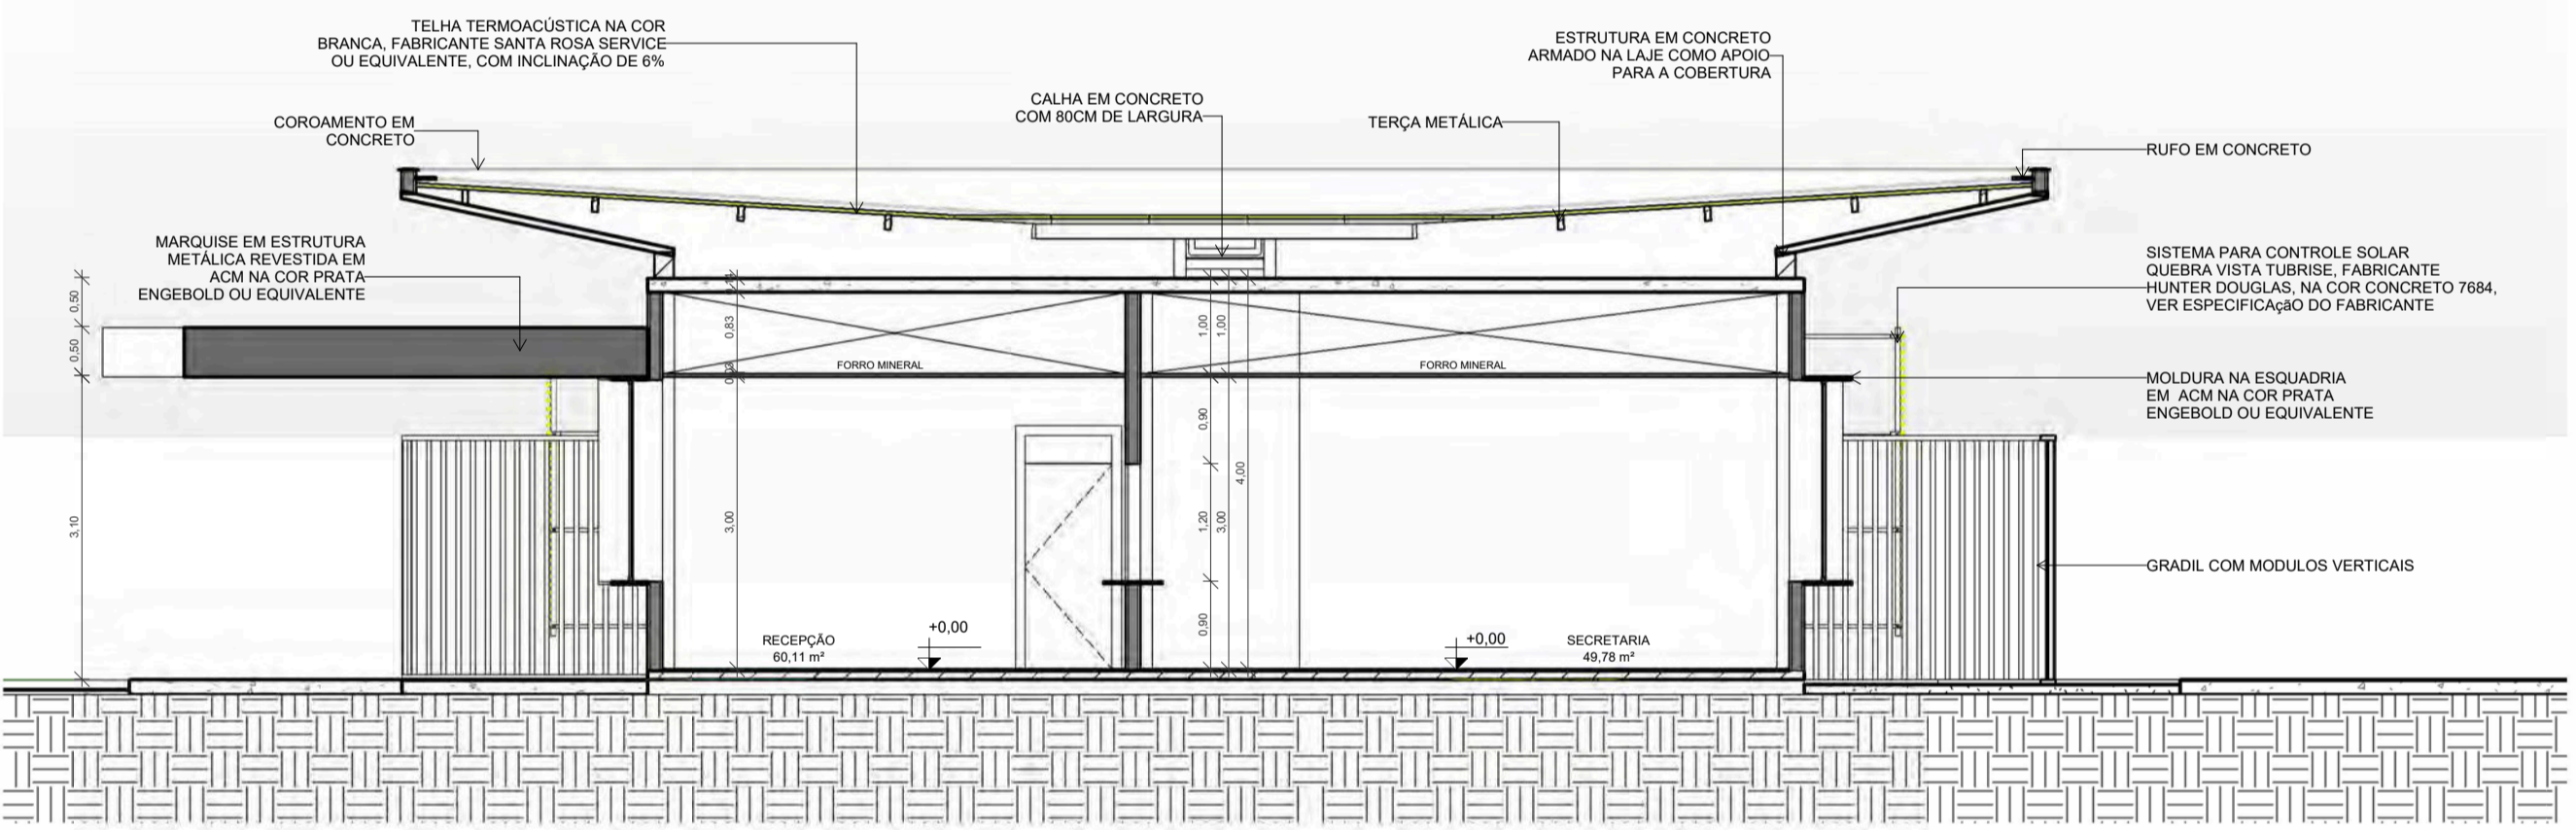 TELHA TERMOACÚSTICA NA COR
BRANCA, FABRICANTE SANTA ROSA SERVICE
OU EQUIVALENTE, COM INCLINAÇÃO DE 6%
ESTRUTURA EM CONCRETO
ARMADO NA LAJE COMO APOIO
PARA A COBERTURA
CALHA EM CONCRETO
COM 80CM DE LARGURA
COROAMENTO EM
CONCRETO
TERÇA METÁLICA
RUFO EM CONCRETO
MARQUISE EM ESTRUTURA
METÁLICA REVESTIDA EM
ACM NA COR PRATA
ENGEBOLD OU EQUIVALENTE
SISTEMA PARA CONTROLE SOLAR
QUEBRA VISTA TUBRISE, FABRICANTE
HUNTER DOUGLAS, NA COR CONCRETO 7684,
VER ESPECIFICAçãO DO FABRICANTE
0,50
0,50
3,10
0,83
3,00
1,00
1,00
0,90
4,00
1,20
3,00
0,90
FORRO MINERAL
FORRO MINERAL
MOLDURA NA ESQUADRIA
EM ACM NA COR PRATA
ENGEBOLD OU EQUIVALENTE
GRADIL COM MODULOS VERTICAIS
RECEPÇÃO
60,11 m²
+0,00
+0,00
SECRETARIA
49,78 m²